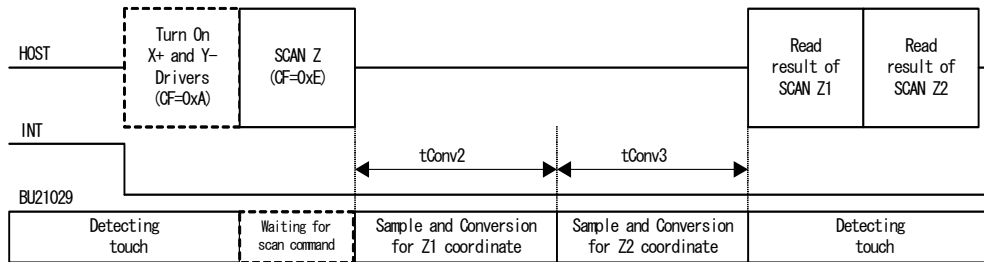 HOST
Turn On
X+ and Y-
Drivers
(CF=0xA)
SCAN Z
(CF=0xE)
Read
result of
SCAN Z1
Read
result of
SCAN Z2
INT
tConv2
tConv3
BU21029
Detecting
touch
Waiting for
scan command
Sample and Conversion
for Z1 coordinate
Sample and Conversion
for Z2 coordinate
Detecting
touch